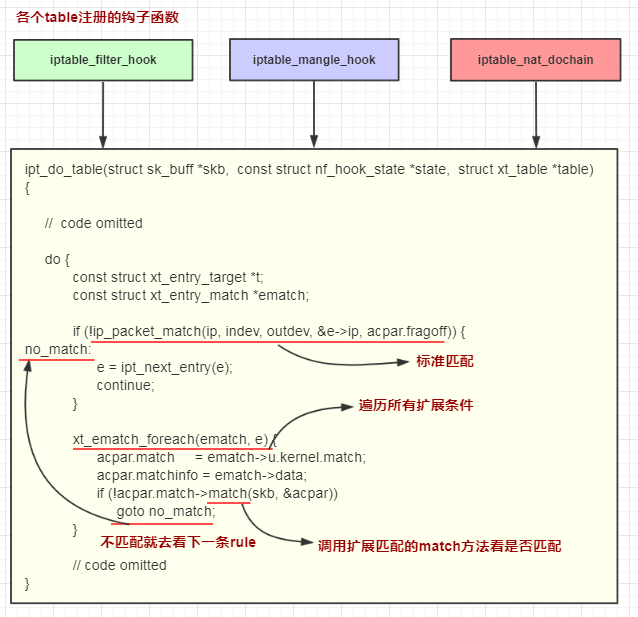 各个table注册的钩子函数
iptable_filter_hook
iptable_mangle_hook
iptable_nat_dochain
ipt_do_table(struct sk_buff *skb,  const struct nf_hook_state *state,  struct xt_table *table)
{
//  code omitted
do {
const struct xt_entry_target *t;
const struct xt_entry_match *ematch;
if (!ip_packet_match(ip, indev, outdev, &e->ip, acpar.fragoff)) {
no_match:
标准匹配
e = ipt_next_entry(e);
continue;
}
遍历所有扩展条件
xt_ematch_foreach(ematch, e) {
acpar.match     = ematch->u.kernel.match;
acpar.matchinfo = ematch->data;
if (!acpar.match->match(skb, &acpar))
goto no_match;
}
不匹配就去看下一条rule
调用扩展匹配的match方法看是否匹配
// code omitted
}